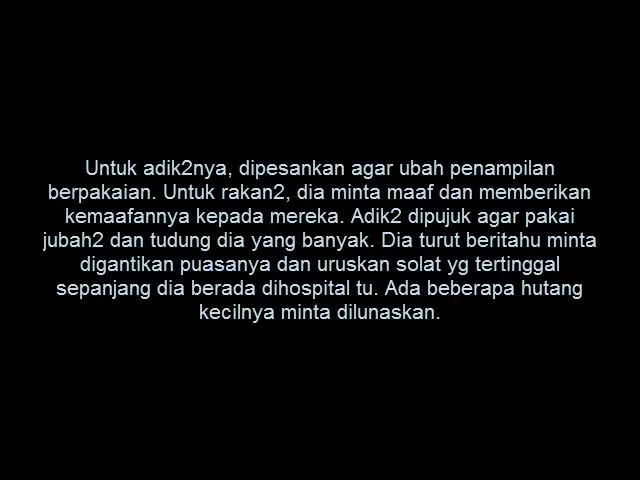 Untuk adik2nya, dipesankan agar ubah penampilan
berpakaian. Untuk rakan2, dia minta maaf dan memberikan
kemaafannya kepada mereka. Adik2 dipujuk agar pakai
jubah2 dan tudung dia yang banyak. Dia turut beritahu minta
digantikan puasanya dan uruskan solat yg tertinggal
sepanjang dia berada dihospital tu. Ada beberapa hutang
kecilnya minta dilunaskan.